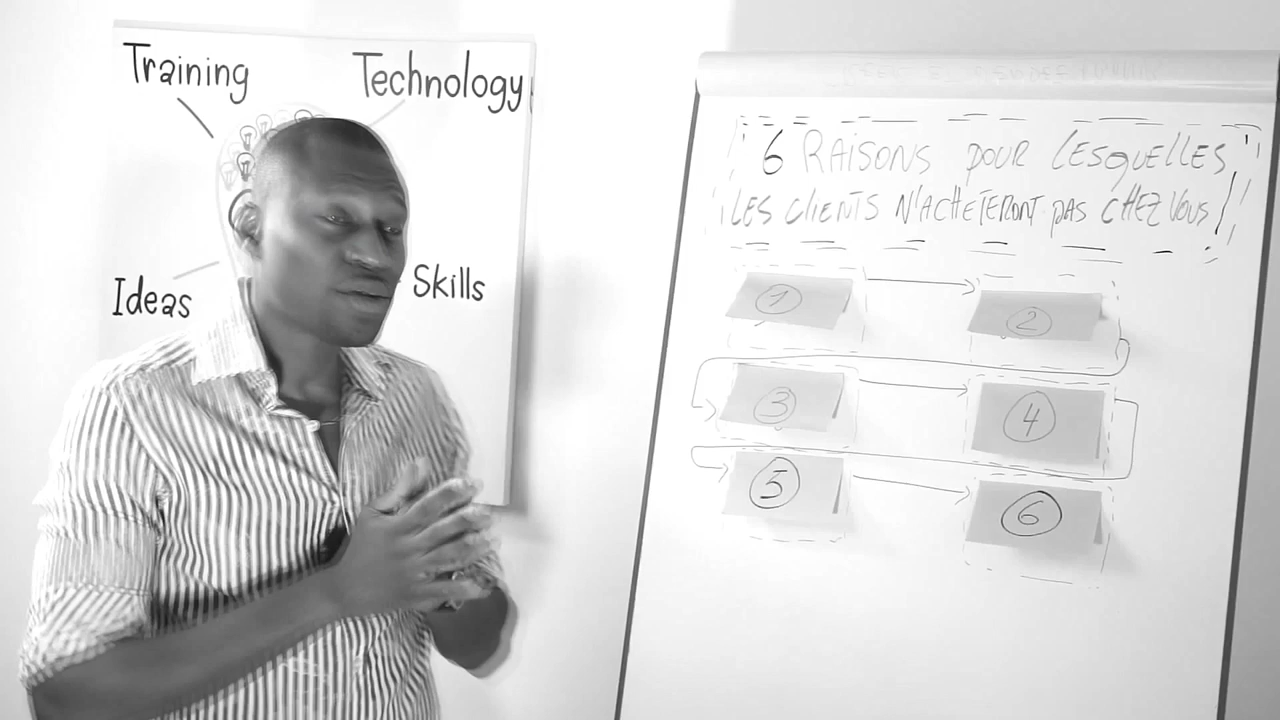 Training
Technology
Ideas
Skills
6 RAISONS POUR LESQUELLES
LES CLIENTS N'ACHETERONT PAS CHEZ VOUS!
1
2
3
4
5
6